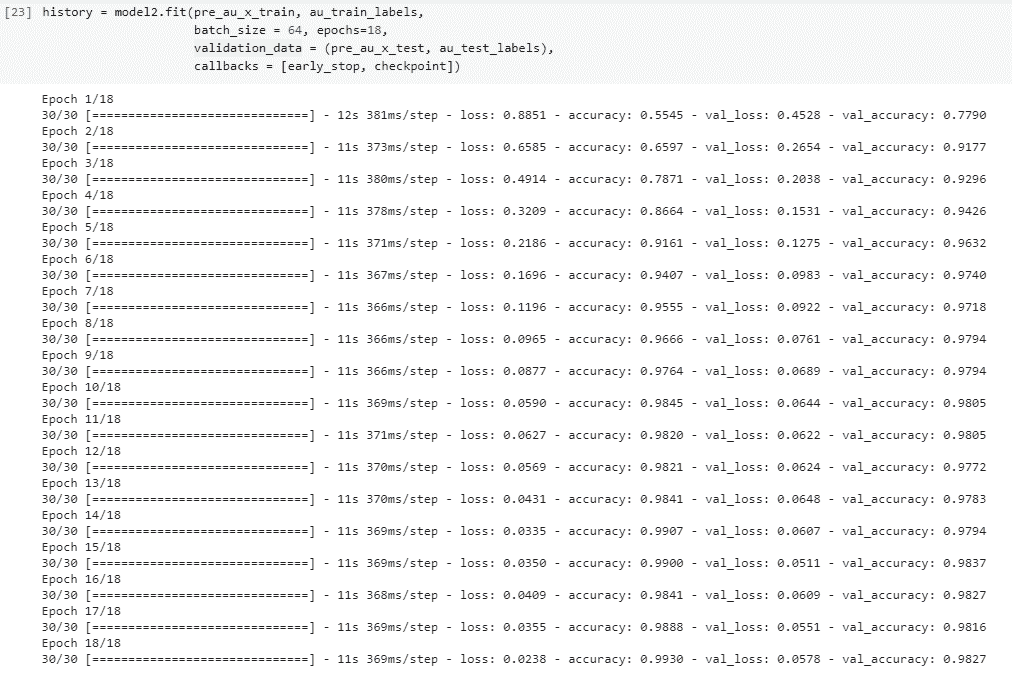 [23] history = model2.fit(pre_au_x_train, au_train_labels,
batch_size = 64, epochs=18,
validation_data = (pre_au_x_test, au_test_labels),
callbacks = [early_stop, checkpoint])
Epoch 1/18
30/30 [==============================] - 12s 381ms/step - loss: 0.8851 - accuracy: 0.5545 - val_loss: 0.4528 - val_accuracy: 0.7790
Epoch 2/18
30/30 [==============================] - 11s 373ms/step - loss: 0.6585 - accuracy: 0.6597 - val_loss: 0.2654 - val_accuracy: 0.9177
Epoch 3/18
30/30 [==============================] - 11s 380ms/step - loss: 0.4914 - accuracy: 0.7871 - val_loss: 0.2038 - val_accuracy: 0.9296
Epoch 4/18
30/30 [==============================] - 11s 378ms/step - loss: 0.3209 - accuracy: 0.8664 - val_loss: 0.1531 - val_accuracy: 0.9426
Epoch 5/18
30/30 [==============================] - 11s 371ms/step - loss: 0.2186 - accuracy: 0.9161 - val_loss: 0.1275 - val_accuracy: 0.9632
Epoch 6/18
30/30 [==============================] - 11s 367ms/step - loss: 0.1696 - accuracy: 0.9407 - val_loss: 0.0983 - val_accuracy: 0.9740
Epoch 7/18
30/30 [==============================] - 11s 366ms/step - loss: 0.1196 - accuracy: 0.9555 - val_loss: 0.0922 - val_accuracy: 0.9718
Epoch 8/18
30/30 [==============================] - 11s 366ms/step - loss: 0.0965 - accuracy: 0.9666 - val_loss: 0.0761 - val_accuracy: 0.9794
Epoch 9/18
30/30 [==============================] - 11s 366ms/step - loss: 0.0877 - accuracy: 0.9764 - val_loss: 0.0689 - val_accuracy: 0.9794
Epoch 10/18
30/30 [==============================] - 11s 369ms/step - loss: 0.0590 - accuracy: 0.9845 - val_loss: 0.0644 - val_accuracy: 0.9805
Epoch 11/18
30/30 [==============================] - 11s 371ms/step - loss: 0.0627 - accuracy: 0.9820 - val_loss: 0.0622 - val_accuracy: 0.9805
Epoch 12/18
30/30 [==============================] - 11s 370ms/step - loss: 0.0569 - accuracy: 0.9821 - val_loss: 0.0624 - val_accuracy: 0.9772
Epoch 13/18
30/30 [==============================] - 11s 370ms/step - loss: 0.0431 - accuracy: 0.9841 - val_loss: 0.0648 - val_accuracy: 0.9783
Epoch 14/18
30/30 [==============================] - 11s 369ms/step - loss: 0.0335 - accuracy: 0.9907 - val_loss: 0.0607 - val_accuracy: 0.9794
Epoch 15/18
30/30 [==============================] - 11s 369ms/step - loss: 0.0350 - accuracy: 0.9900 - val_loss: 0.0511 - val_accuracy: 0.9837
Epoch 16/18
30/30 [==============================] - 11s 368ms/step - loss: 0.0409 - accuracy: 0.9841 - val_loss: 0.0609 - val_accuracy: 0.9827
Epoch 17/18
30/30 [==============================] - 11s 369ms/step - loss: 0.0355 - accuracy: 0.9888 - val_loss: 0.0551 - val_accuracy: 0.9816
Epoch 18/18
30/30 [==============================] - 11s 369ms/step - loss: 0.0238 - accuracy: 0.9930 - val_loss: 0.0578 - val_accuracy: 0.9827